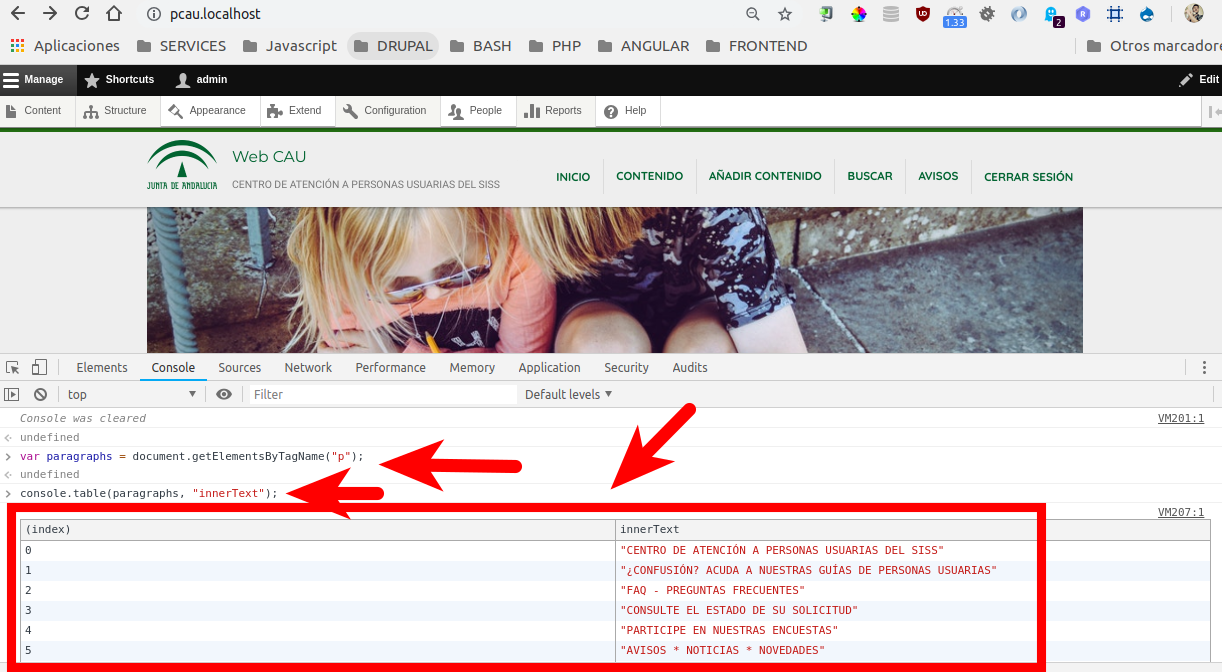 pcau.localhost
1.33
2
Aplicaciones SERVICES Javascript DRUPAL BASH PHP ANGULAR FRONTEND Otros marcadore
Manage Shortcuts admin Edit
Content Structure Appearance Extend Configuration People Reports Help
Web CAU
JUNTA DE ANDALUCIA
CENTRO DE ATENCIÓN A PERSONAS USUARIAS DEL SISS
INICIO CONTENIDO AÑADIR CONTENIDO BUSCAR AVISOS CERRAR SESIÓN
Elements Console Sources Network Performance Memory Application Security Audits
top Filter Default levels
Console was cleared VM201:1
undefined
var paragraphs = document.getElementsByTagName("p");
undefined
console.table(paragraphs, "innerText");
VM207:1
(index) innerText
0 "CENTRO DE ATENCIÓN A PERSONAS USUARIAS DEL SISS"
1 "¿CONFUSIÓN? ACUDA A NUESTRAS GUÍAS DE PERSONAS USUARIAS"
2 "FAQ - PREGUNTAS FRECUENTES"
3 "CONSULTE EL ESTADO DE SU SOLICITUD"
4 "PARTICIPE EN NUESTRAS ENCUESTAS"
5 "AVISOS * NOTICIAS * NOVEDADES"